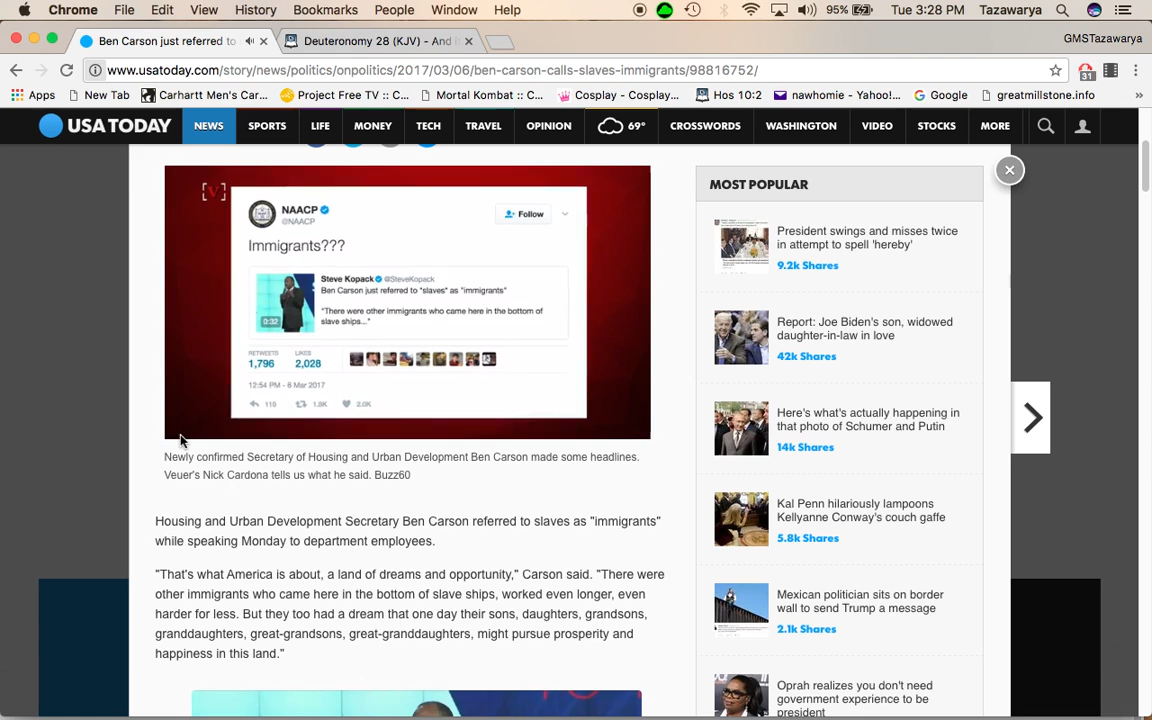 Chrome File Edit View History Bookmarks People Window Help 95% Tue 3:28 PM Tazawarya
Ben Carson just referred to
Deuteronomy 28 (KJV) - And i
GMSTazawarya
www.usatoday.com/story/news/politics/onpolitics/2017/03/06/ben-carson-calls-slaves-immigrants/98816752/
31
Apps New Tab Carhartt Men's Car... Project Free TV :: C... Mortal Kombat :: C... Cosplay - Cosplay.... Hos 10:2 nawhomie - Yahoo!... Google greatmillstone.info »
USA TODAY NEWS SPORTS LIFE MONEY TECH TRAVEL OPINION 69° CROSSWORDS WASHINGTON VIDEO STOCKS MORE
[V]
NAACP
@NAACP
Follow
Immigrants???
Steve Kopack @SteveKopack
Ben Carson just referred to "slaves" as "immigrants"
"There were other immigrants who came here in the bottom of
slave ships..."
0:32
RETWEETS LIKES
1,796 2,028
12:54 PM - 6 Mar 2017
110 1.8K 2.0K
Newly confirmed Secretary of Housing and Urban Development Ben Carson made some headlines.
Veuer's Nick Cardona tells us what he said. Buzz60
Housing and Urban Development Secretary Ben Carson referred to slaves as "immigrants"
while speaking Monday to department employees.
"That's what America is about, a land of dreams and opportunity," Carson said. "There were
other immigrants who came here in the bottom of slave ships, worked even longer, even
harder for less. But they too had a dream that one day their sons, daughters, grandsons,
granddaughters, great-grandsons, great-granddaughters, might pursue prosperity and
happiness in this land."
MOST POPULAR
President swings and misses twice
in attempt to spell 'hereby'
9.2k Shares
Report: Joe Biden's son, widowed
daughter-in-law in love
42k Shares
Here's what's actually happening in
that photo of Schumer and Putin
14k Shares
Kal Penn hilariously lampoons
Kellyanne Conway's couch gaffe
5.8k Shares
Mexican politician sits on border
wall to send Trump a message
2.1k Shares
Oprah realizes you don't need
government experience to be
president